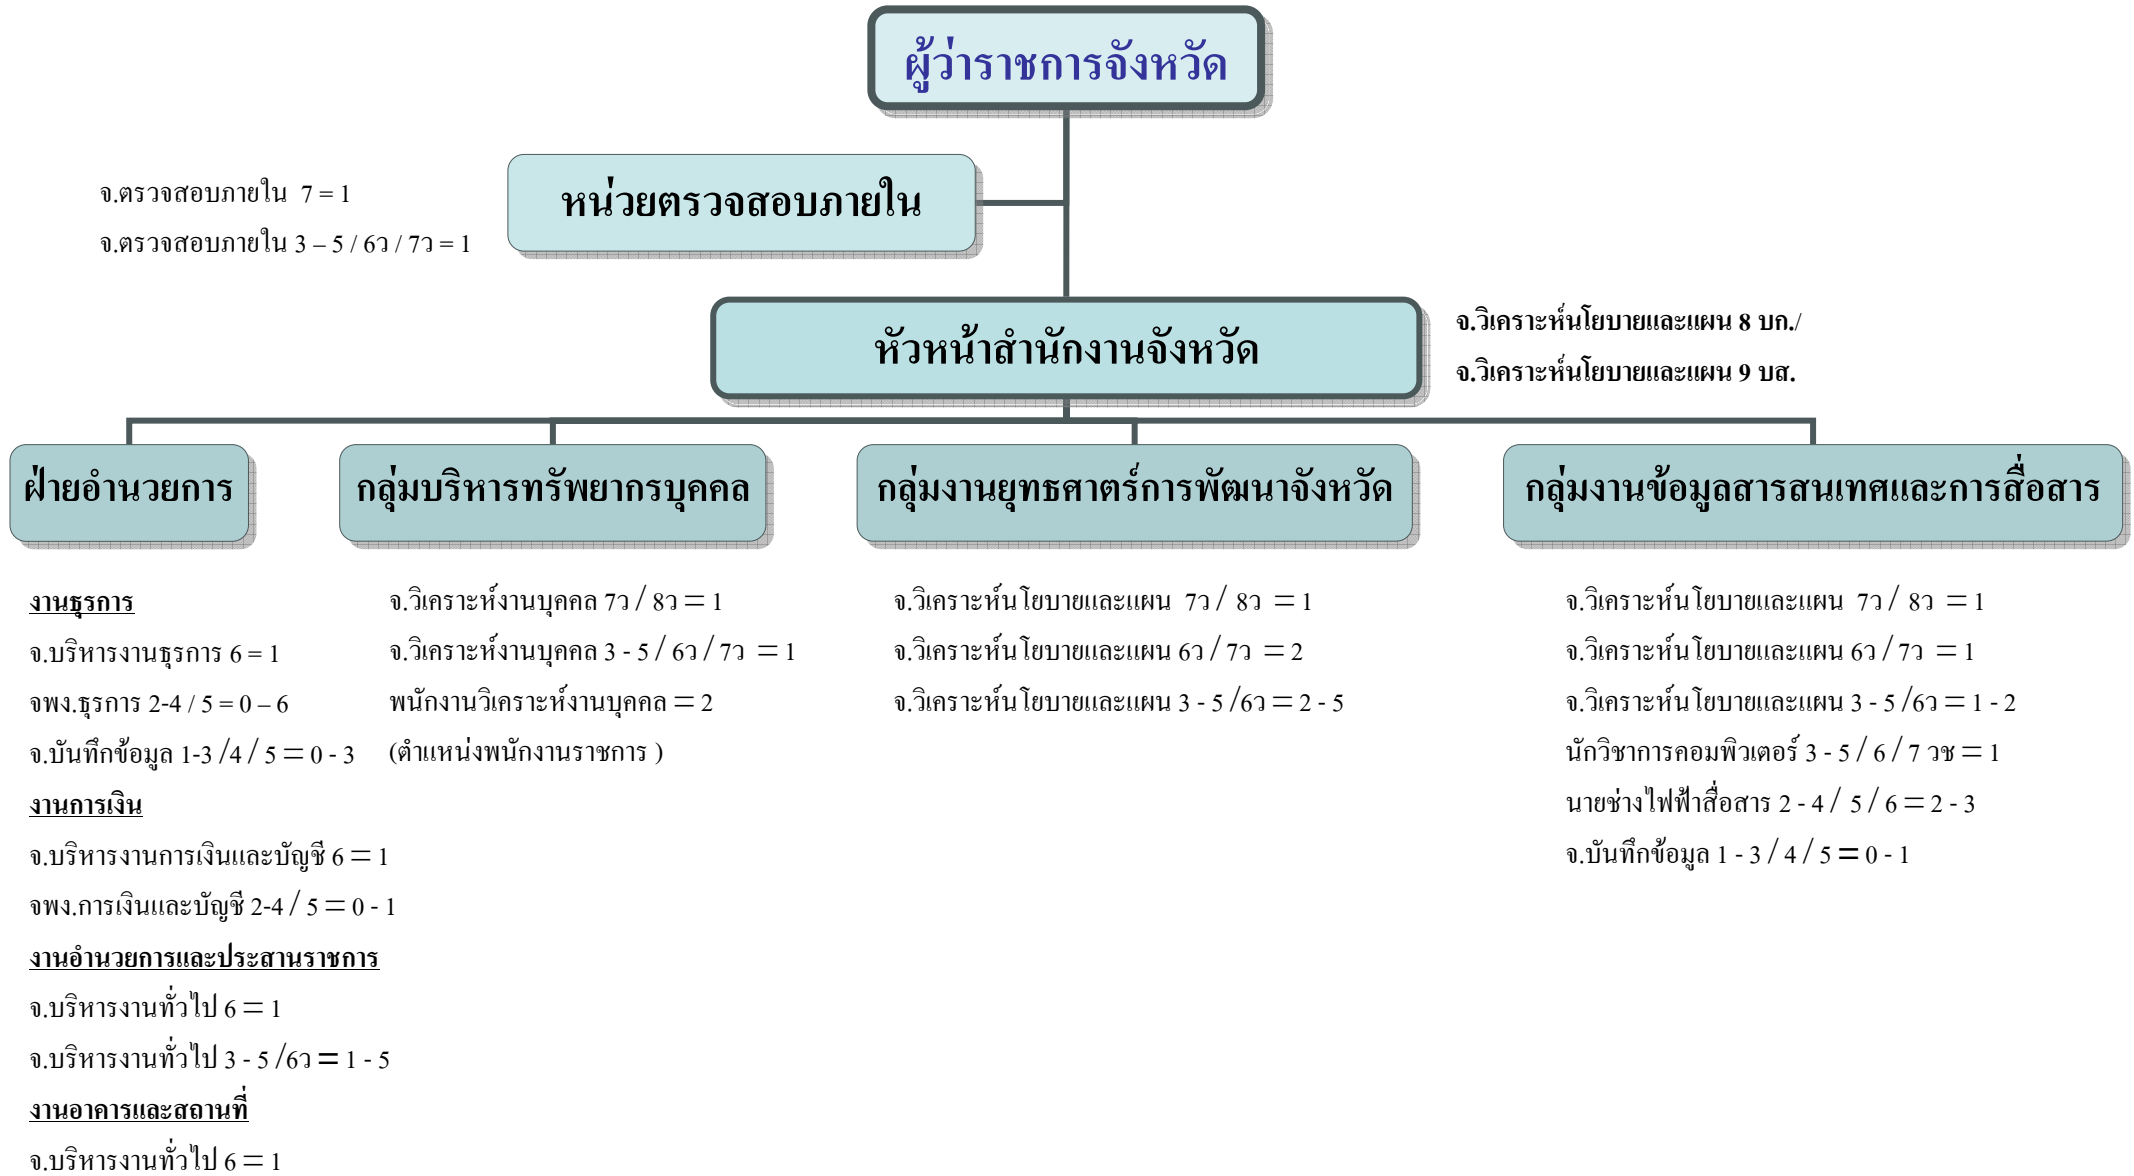 ผู้ว่าราชการจังหวัด
จ.ตรวจสอบภายใน 7 = 1
จ.ตรวจสอบภายใน 3 – 5 / 6ว / 7ว = 1
หน่วยตรวจสอบภายใน
หัวหน้าสำนักงานจังหวัด
จ.วิเคราะห์นโยบายและแผน 8 บก./
จ.วิเคราะห์นโยบายและแผน 9 บส.
ฝ่ายอำนวยการ
งานธุรการ
จ.บริหารงานธุรการ 6 = 1
จพง.ธุรการ 2-4 / 5 = 0 – 6
จ.บันทึกข้อมูล 1-3 /4 / 5 = 0 - 3
งานการเงิน
จ.บริหารงานการเงินและบัญชี 6 = 1
จพง.การเงินและบัญชี 2-4 / 5 = 0 - 1
งานอำนวยการและประสานราชการ
จ.บริหารงานทั่วไป 6 = 1
จ.บริหารงานทั่วไป 3 - 5 /6ว = 1 - 5
งานอาคารและสถานที่
จ.บริหารงานทั่วไป 6 = 1
กลุ่มบริหารทรัพยากรบุคคล
จ.วิเคราะห์งานบุคคล 7ว / 8ว = 1
จ.วิเคราะห์งานบุคคล 3 - 5 / 6ว / 7ว = 1
พนักงานวิเคราะห์งานบุคคล = 2
(ตำแหน่งพนักงานราชการ )
กลุ่มงานยุทธศาตร์การพัฒนาจังหวัด
จ.วิเคราะห์นโยบายและแผน 7ว / 8ว = 1
จ.วิเคราะห์นโยบายและแผน 6ว / 7ว = 2
จ.วิเคราะห์นโยบายและแผน 3 - 5 /6ว = 2 - 5
กลุ่มงานข้อมูลสารสนเทศและการสื่อสาร
จ.วิเคราะห์นโยบายและแผน 7ว / 8ว = 1
จ.วิเคราะห์นโยบายและแผน 6ว / 7ว = 1
จ.วิเคราะห์นโยบายและแผน 3 - 5 /6ว = 1 - 2
นักวิชาการคอมพิวเตอร์ 3 - 5 / 6 / 7 วช = 1
นายช่างไฟฟ้าสื่อสาร 2 - 4 / 5 / 6 = 2 - 3
จ.บันทึกข้อมูล 1 - 3 / 4 / 5 = 0 - 1